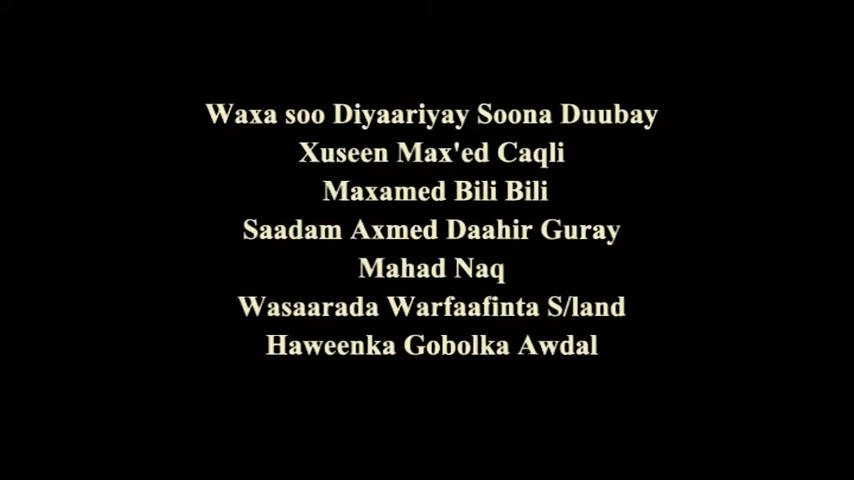 Waxa soo Diyaariyay Soona Duubay
Xuseen Max'ed Caqli
Maxamed Bili Bili
Saadam Axmed Daahir Guray
Mahad Naq
Wasaarada Warfaafinta S/land
Haweenka Gobolka Awdal